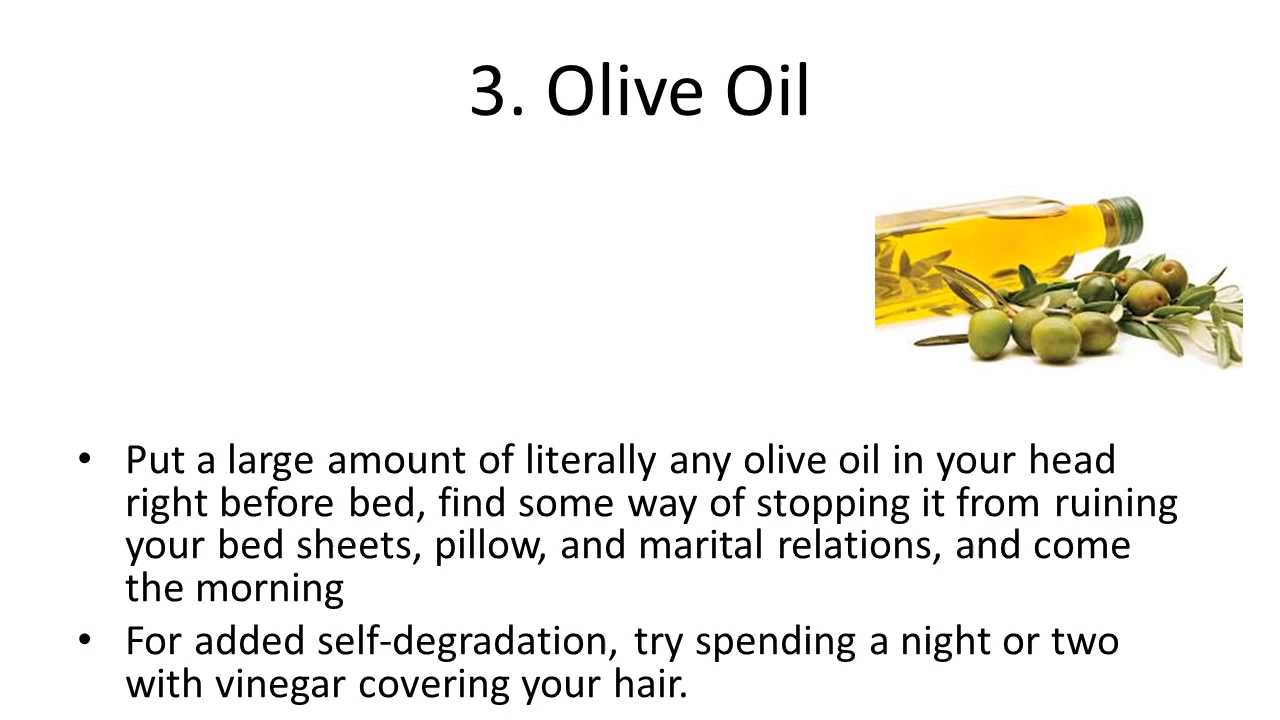 3. Olive Oil
• Put a large amount of literally any olive oil in your head
right before bed, find some way of stopping it from ruining
your bed sheets, pillow, and marital relations, and come
the morning
• For added self-degradation, try spending a night or two
with vinegar covering your hair.